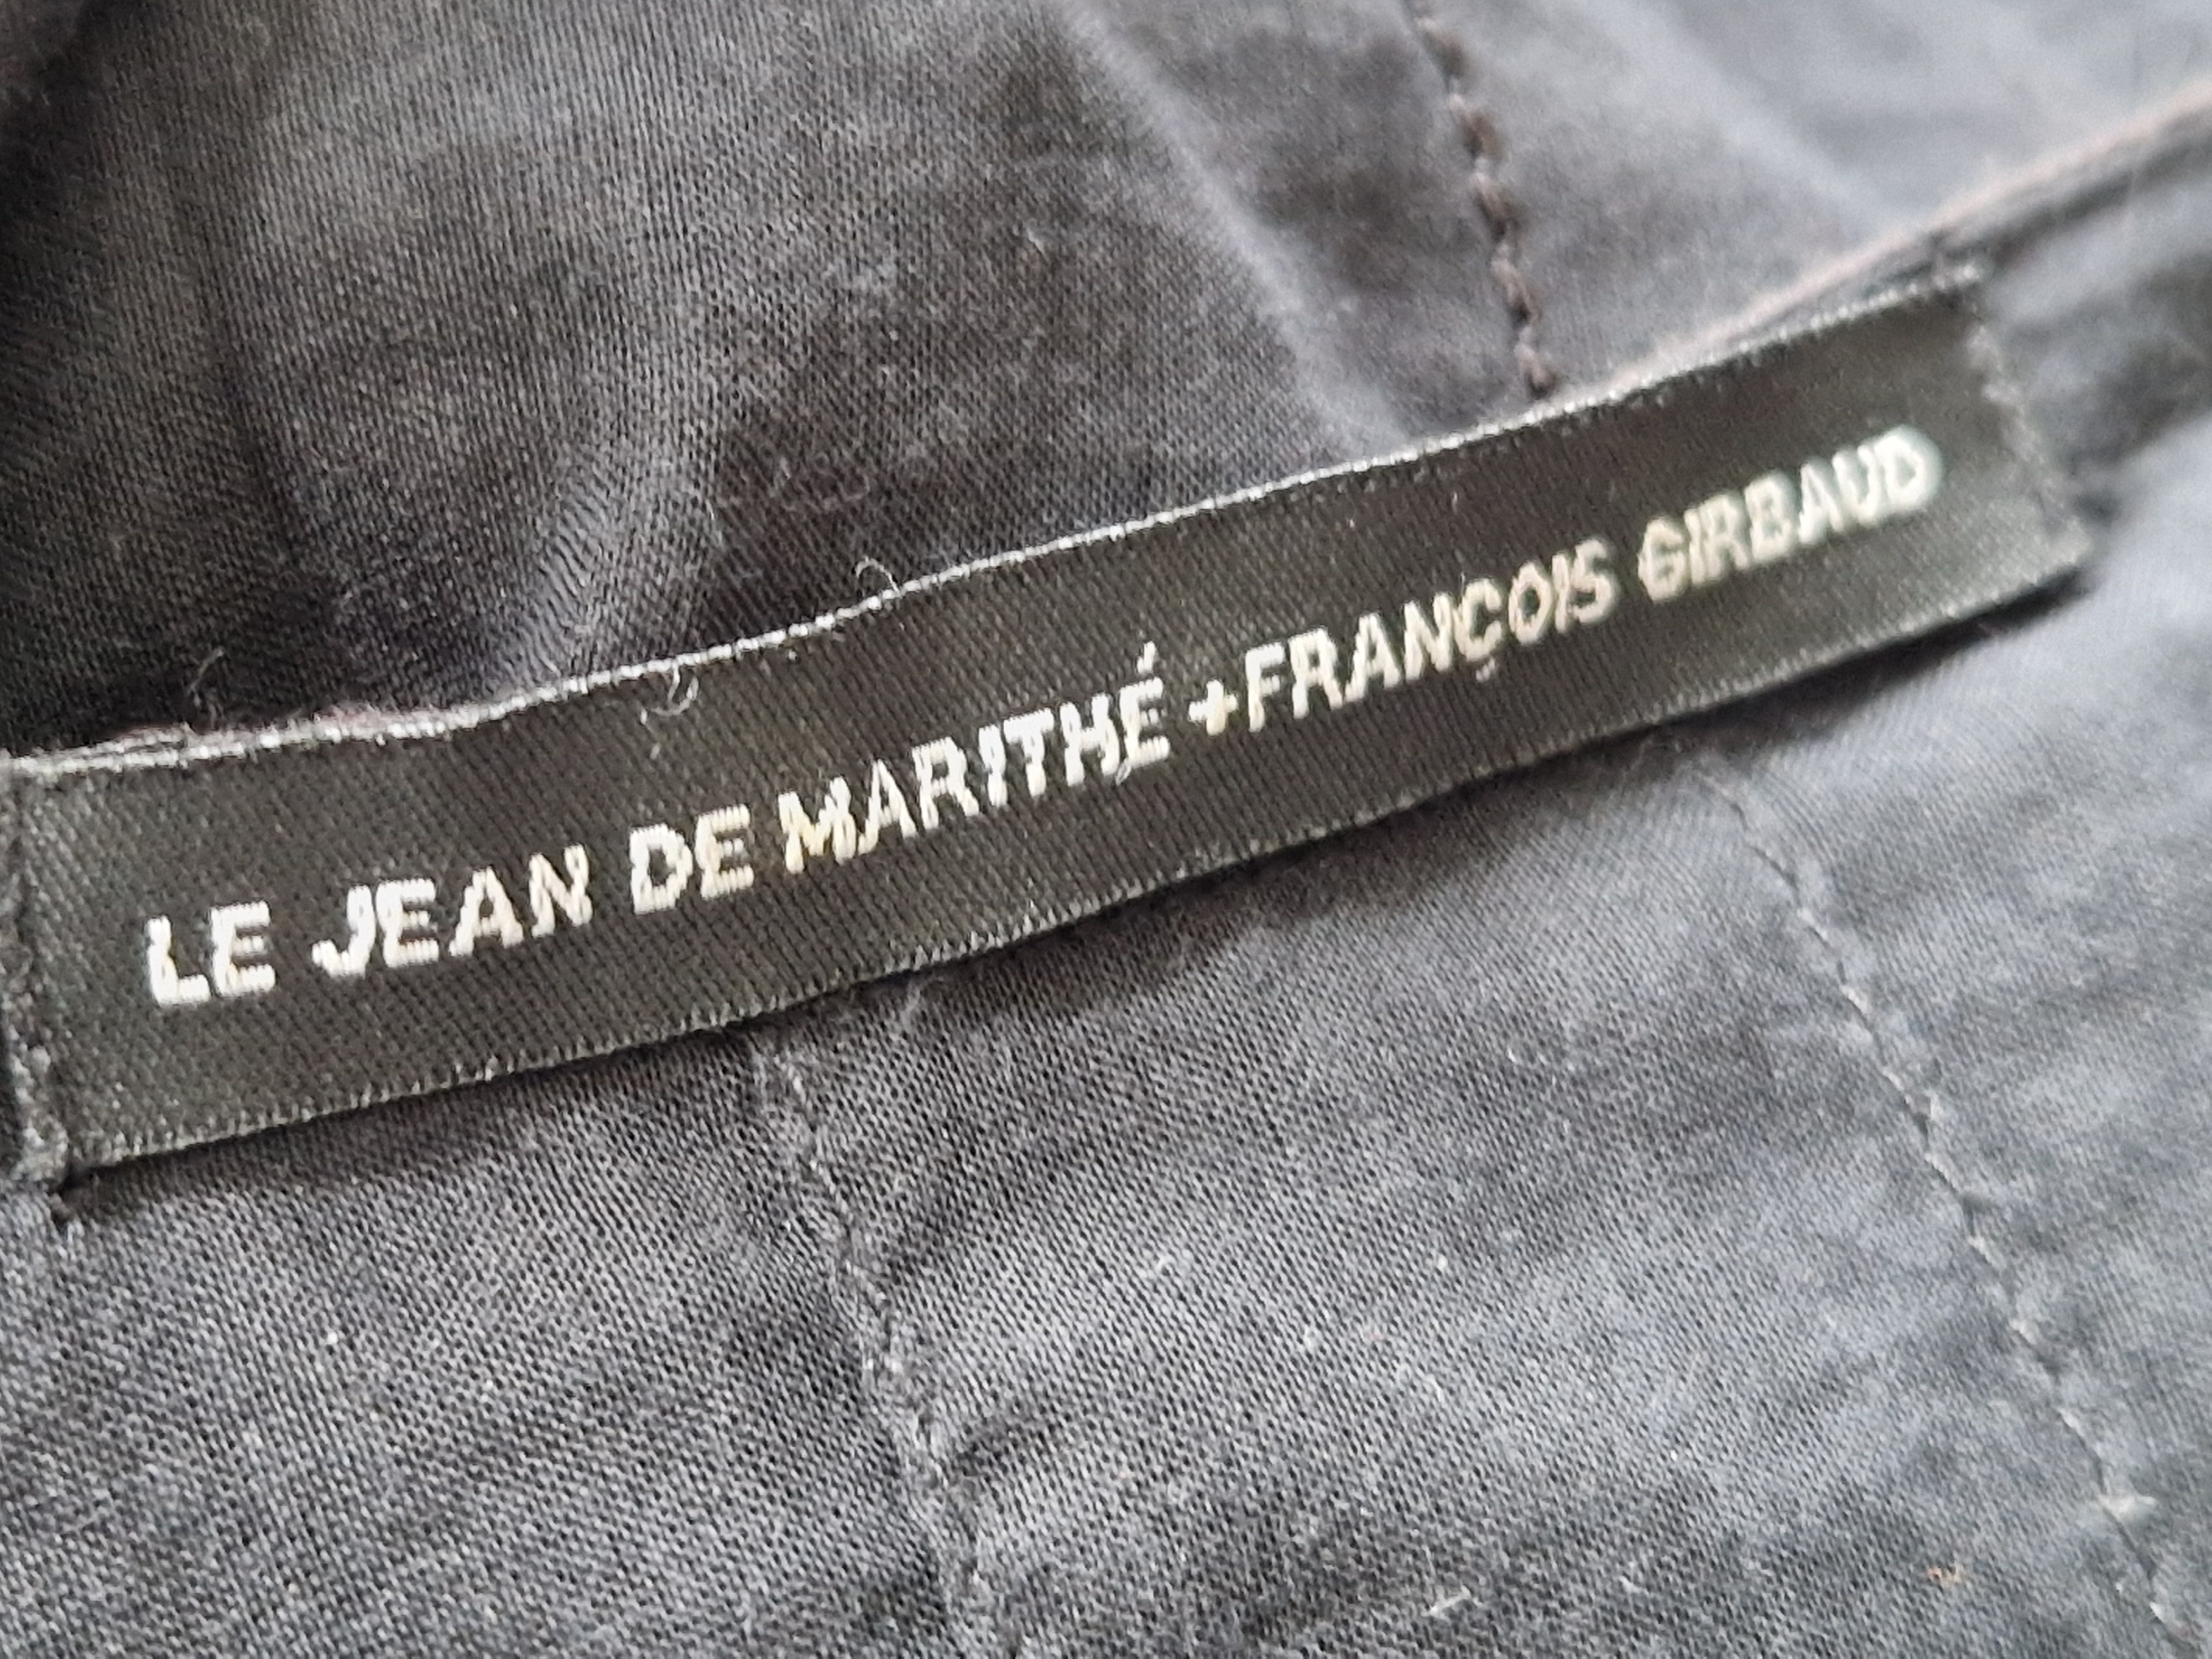 LE JEAN DE MARITHÉ +FRANÇOIS GIRBAUD